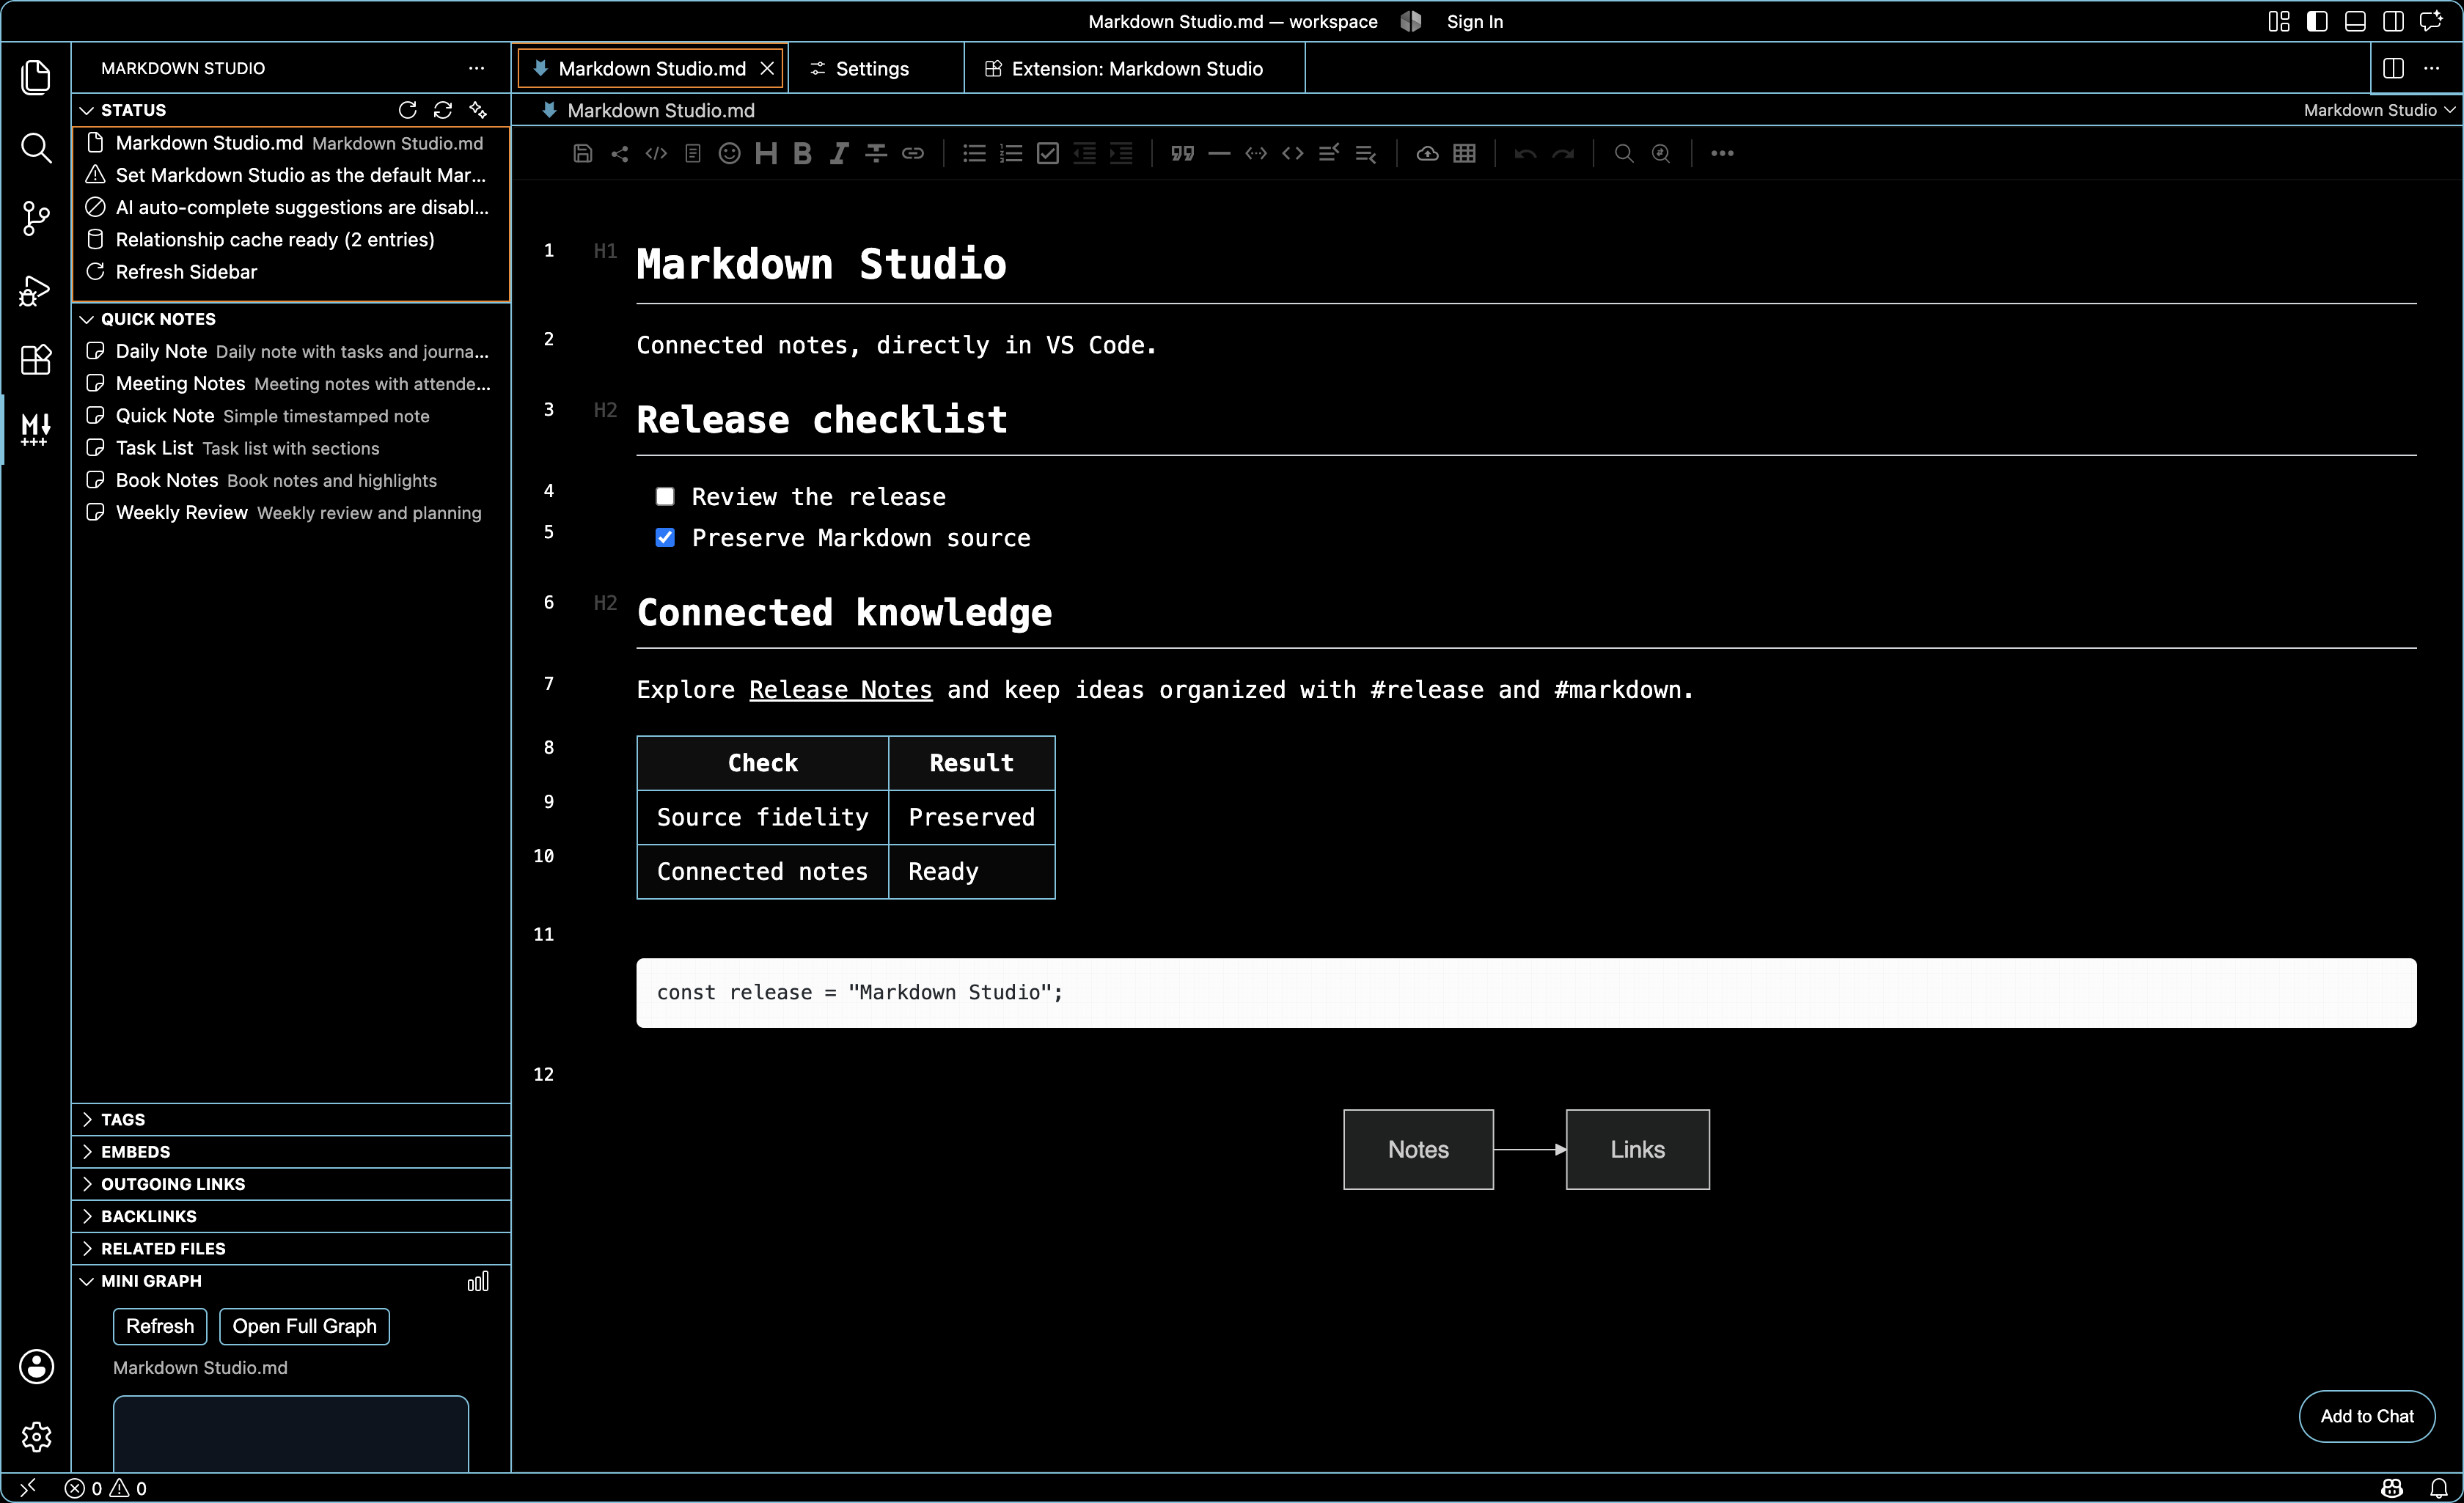 Markdown Studio.md — workspace
Sign In
MARKDOWN STUDIO
Markdown Studio.md
Settings
Extension: Markdown Studio
STATUS
Markdown Studio.md Markdown Studio.md
Set Markdown Studio as the default Mar...
AI auto-complete suggestions are disabl...
Relationship cache ready (2 entries)
Refresh Sidebar
QUICK NOTES
Daily Note Daily note with tasks and journa...
Meeting Notes Meeting notes with attende...
Quick Note Simple timestamped note
Task List Task list with sections
Book Notes Book notes and highlights
Weekly Review Weekly review and planning
TAGS
EMBEDS
OUTGOING LINKS
BACKLINKS
RELATED FILES
MINI GRAPH
Refresh
Open Full Graph
Markdown Studio.md
Markdown Studio.md
Markdown Studio
1 H1 Markdown Studio
2 Connected notes, directly in VS Code.
3 H2 Release checklist
4 Review the release
5 Preserve Markdown source
6 H2 Connected knowledge
7 Explore Release Notes and keep ideas organized with #release and #markdown.
8 Check Result
9 Source fidelity Preserved
10 Connected notes Ready
11
const release = "Markdown Studio";
12
Notes Links
Add to Chat
0 0